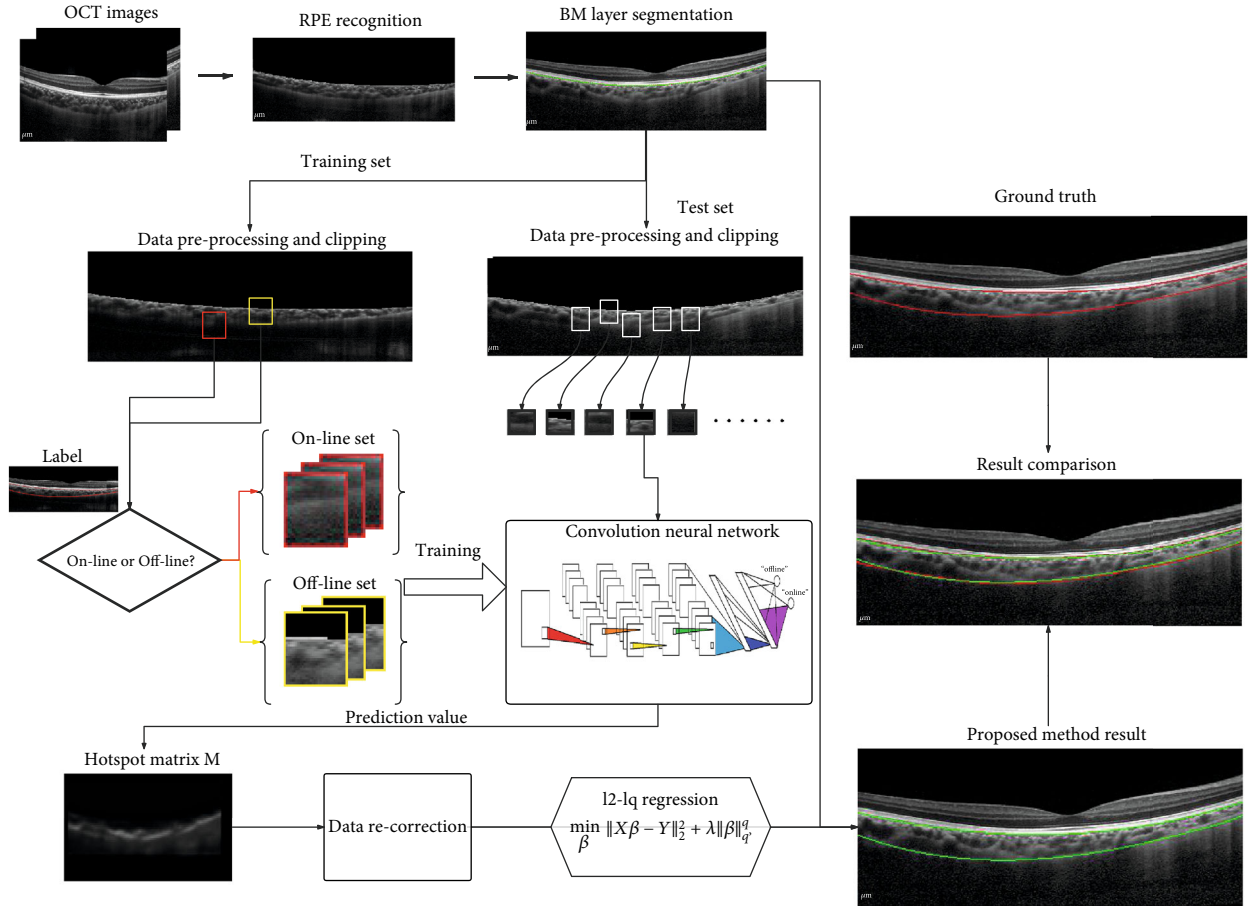 OCT images
RPE recognition
BM layer segmentation
μm
μm
μm
Training set
Test set
Ground truth
Data pre-processing and clipping
Data pre-processing and clipping
μm
μm
μm
Label
On-line set
Result comparison
On-line or Off-line?
Training
Convolution neural network
"offline"
"online"
Off-line set
μm
Prediction value
Proposed method result
Hotspot matrix M
Data re-correction
l2-lq regression
min ‖Xβ – Y‖₂² + λ‖β‖_q^q,
β
μm